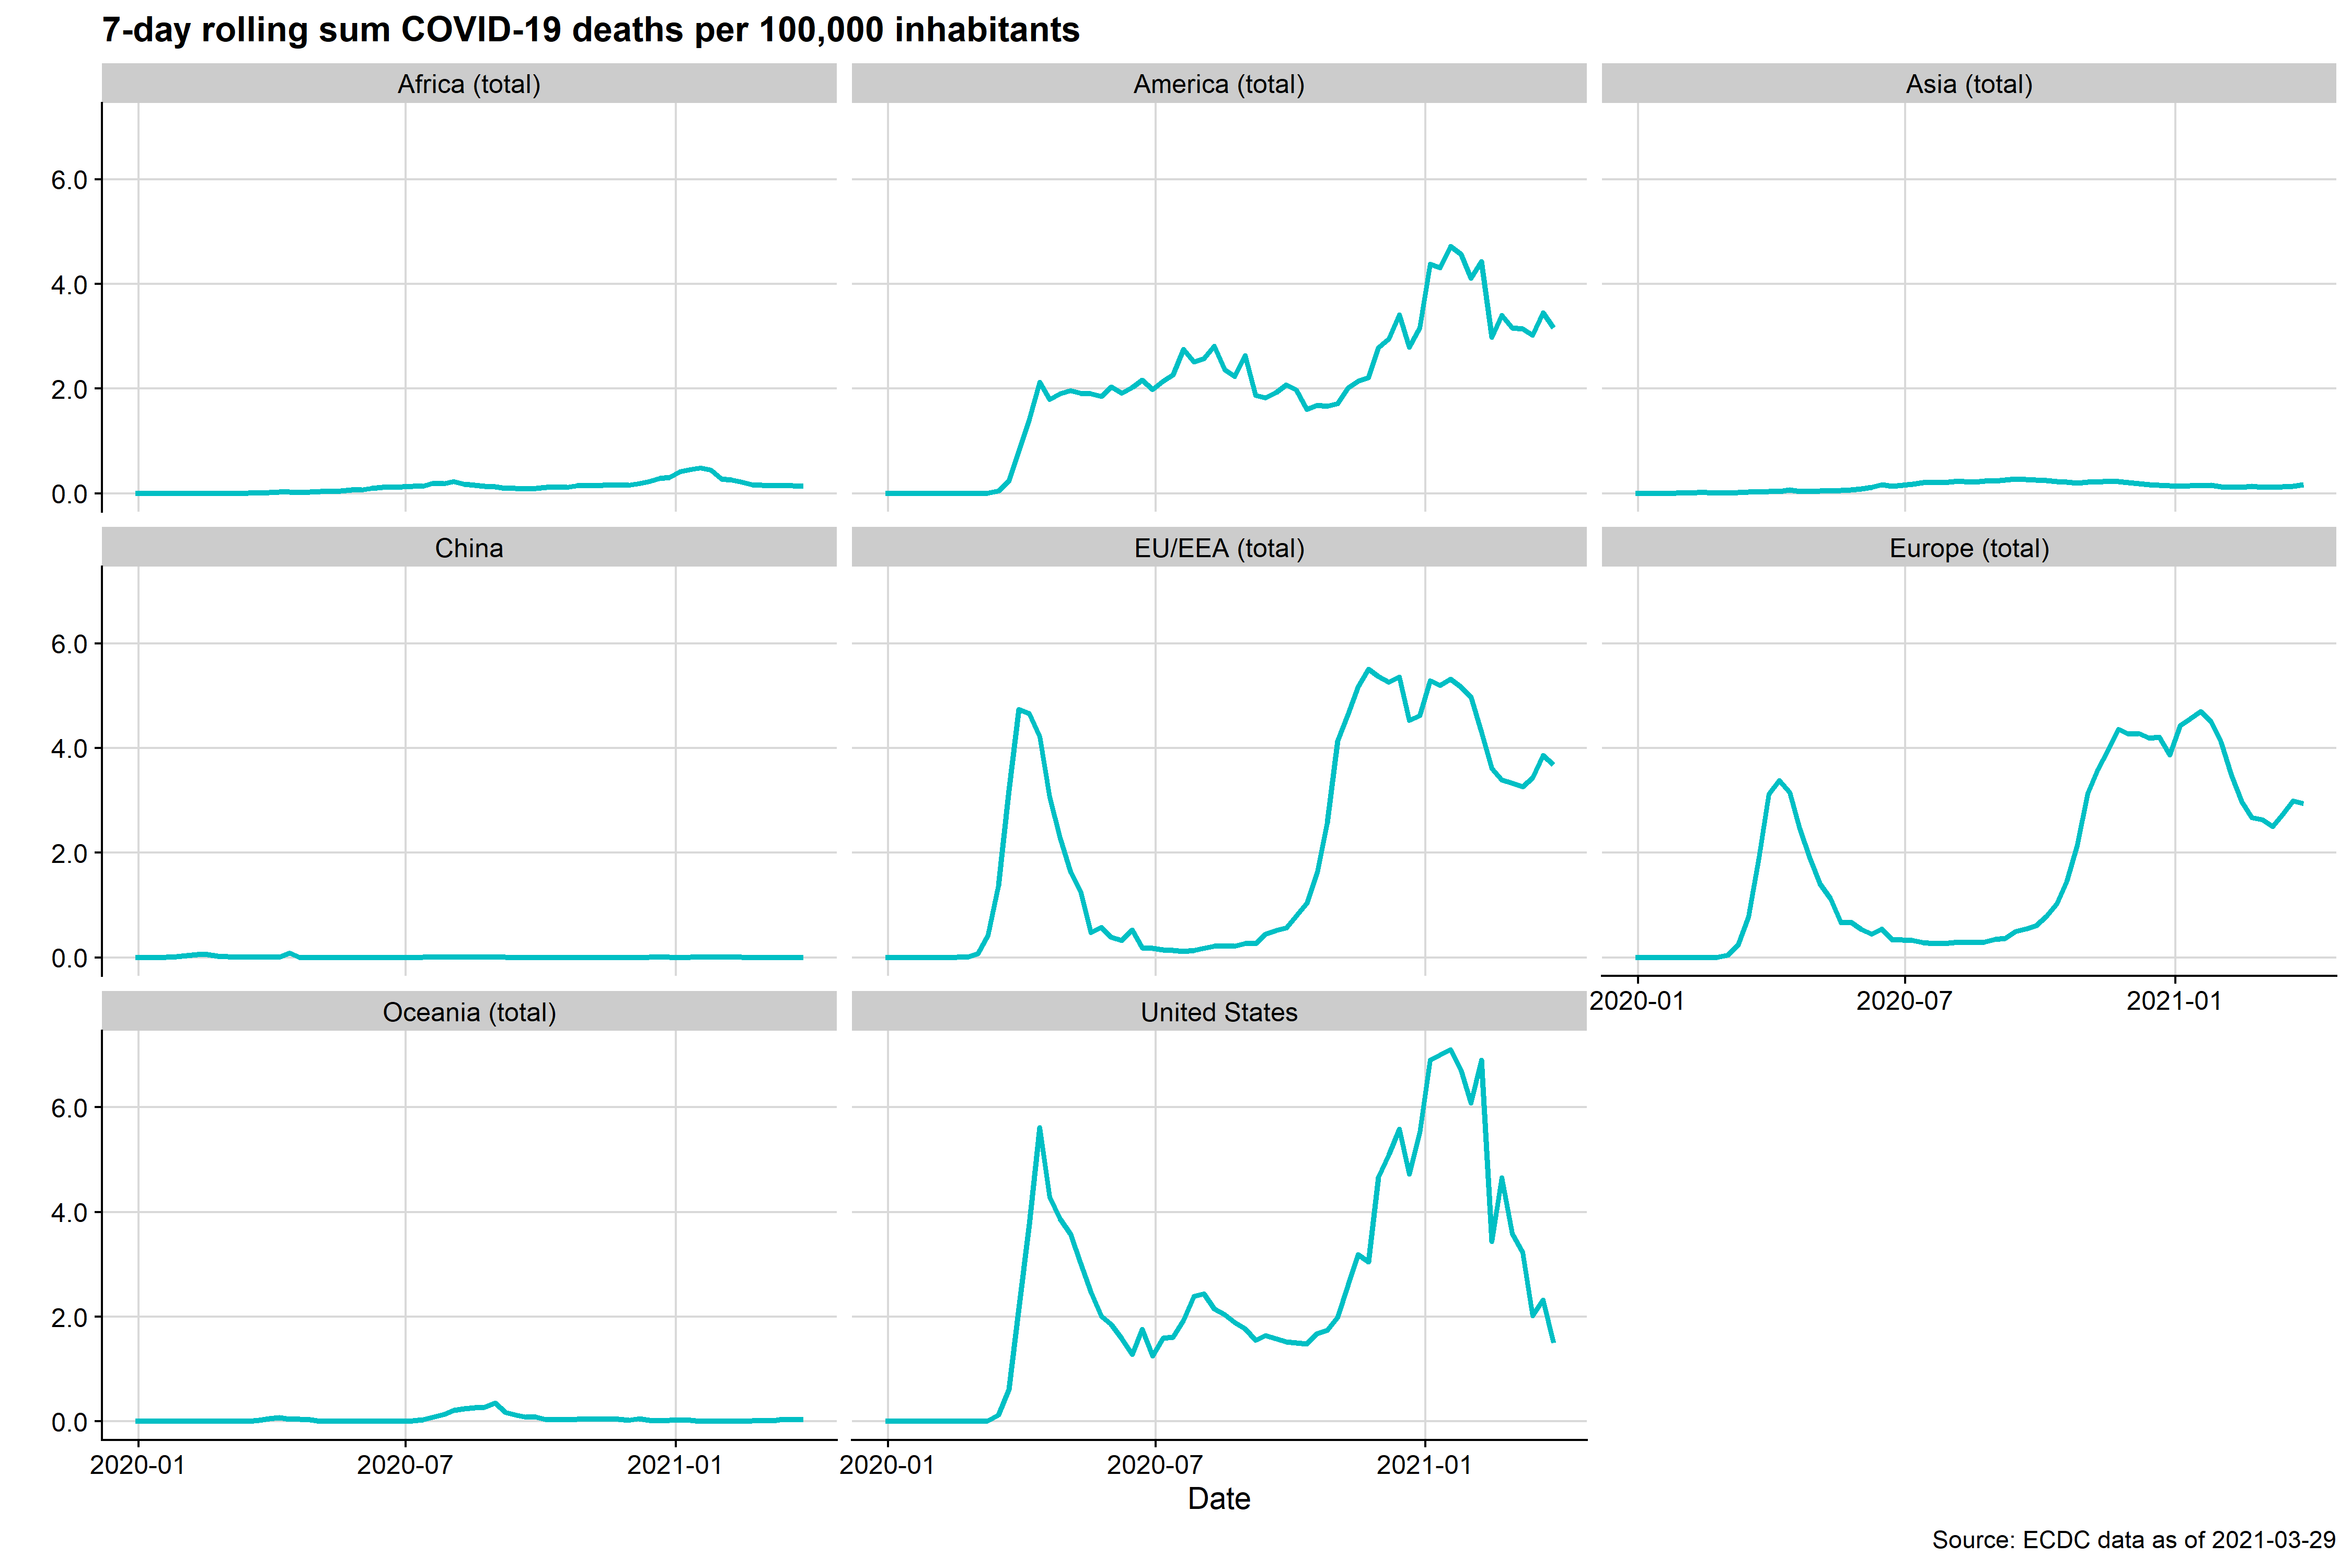 7-day rolling sum COVID-19 deaths per 100,000 inhabitants
Africa (total)
America (total)
Asia (total)
6.0
4.0
2.0
0.0
China
EU/EEA (total)
Europe (total)
6.0
4.0
2.0
0.0
2020-01
2020-07
2021-01
Oceania (total)
United States
6.0
4.0
2.0
0.0
2020-01
2020-07
2021-01
2020-01
2020-07
2021-01
Date
Source: ECDC data as of 2021-03-29